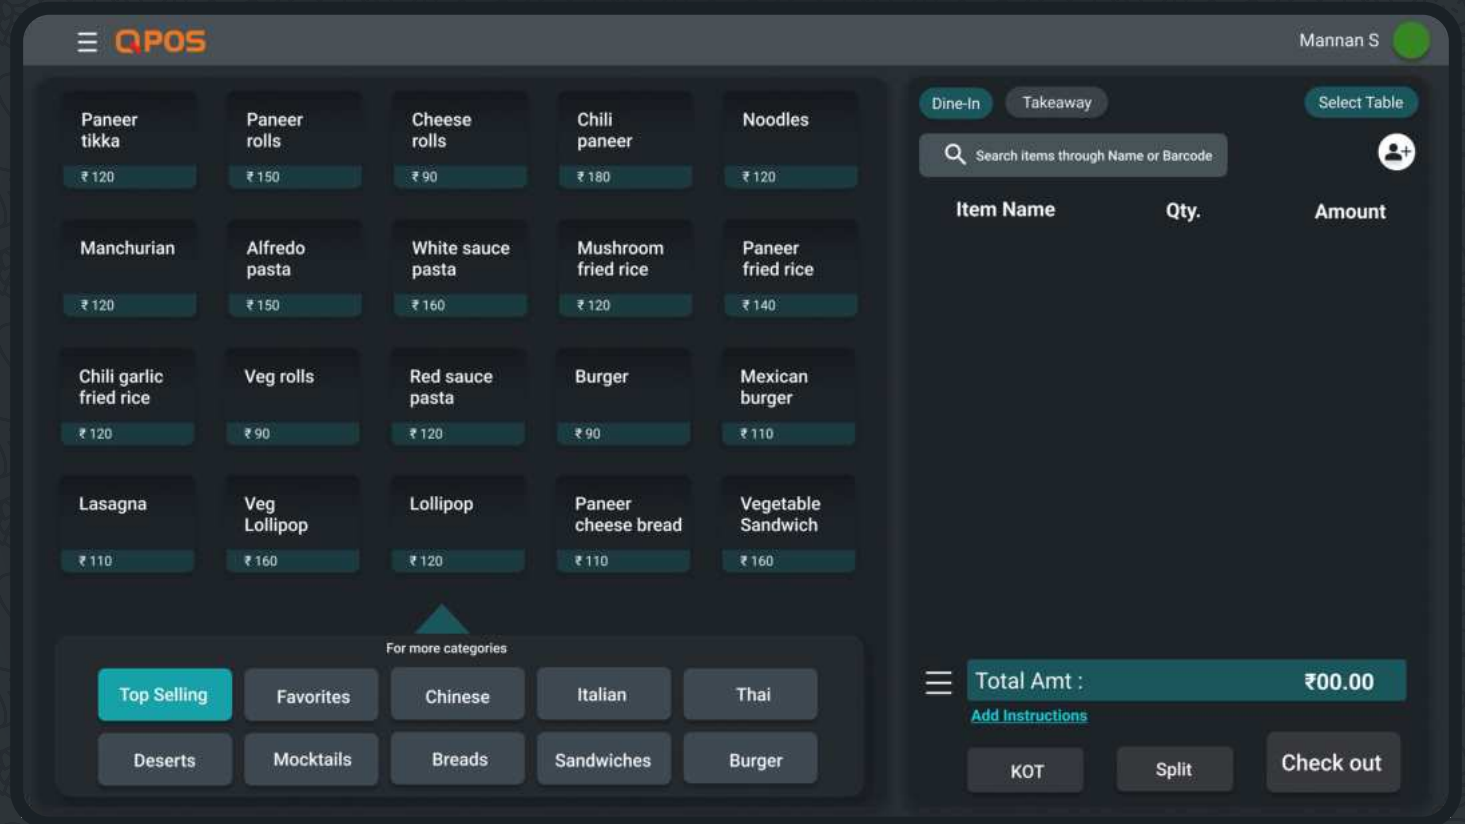 QPOS
Mannan S
Paneer
tikka
₹ 120
Paneer
rolls
₹ 150
Cheese
rolls
₹ 90
Chili
paneer
₹ 180
Noodles
₹ 120
Manchurian
₹ 120
Alfredo
pasta
₹ 150
White sauce
pasta
₹ 160
Mushroom
fried rice
₹ 120
Paneer
fried rice
₹ 140
Chili garlic
fried rice
₹ 120
Veg rolls
₹ 90
Red sauce
pasta
₹ 120
Burger
₹ 90
Mexican
burger
₹ 110
Lasagna
₹ 110
Veg
Lollipop
₹ 160
Lollipop
₹ 120
Paneer
cheese bread
₹ 110
Vegetable
Sandwich
₹ 160
For more categories
Top Selling
Favorites
Chinese
Italian
Thai
Deserts
Mocktails
Breads
Sandwiches
Burger
Dine-In
Takeaway
Select Table
Search items through Name or Barcode
Item Name Qty. Amount
Total Amt : ₹00.00
Add Instructions
KOT
Split
Check out